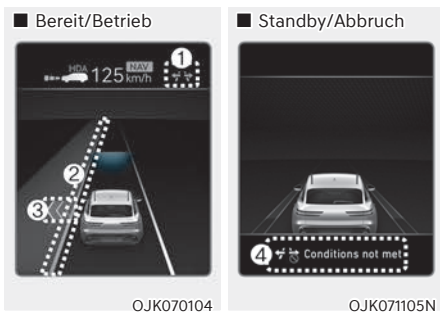 ■ Bereit/Betrieb
HDA
125 km/h
NAV
1
2
3
OJK070104
■ Standby/Abbruch
4
Conditions not met
OJK071105N